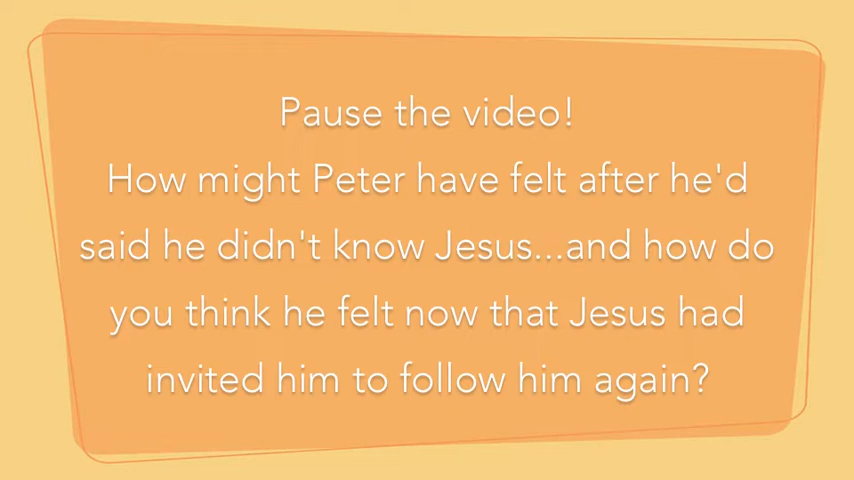 Pause the video!
How might Peter have felt after he'd
said he didn't know Jesus...and how do
you think he felt now that Jesus had
invited him to follow him again?